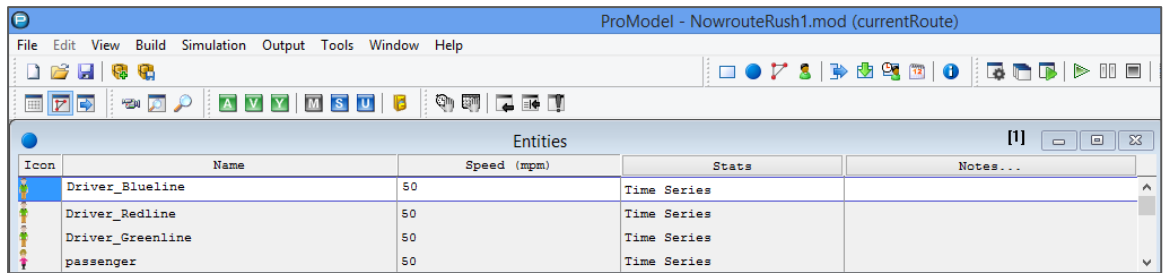 ProModel - NowrouteRush1.mod (currentRoute)
File Edit View Build Simulation Output Tools Window Help
A V Y M S U
Entities [1]
Icon Name Speed (mpm) Stats Notes...
Driver_Blueline 50 Time Series
Driver_Redline 50 Time Series
Driver_Greenline 50 Time Series
passenger 50 Time Series